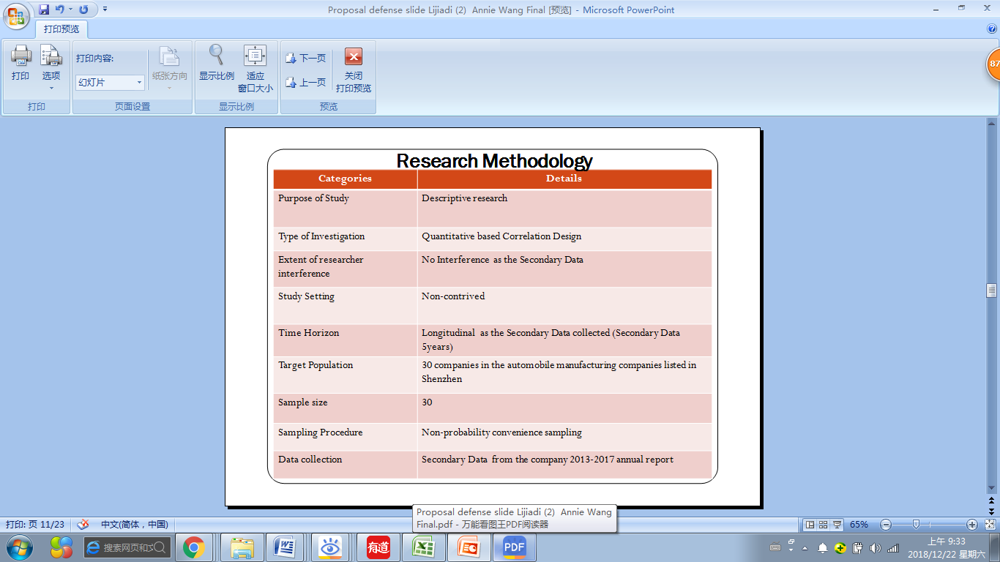 Proposal defense slide Lijiadi (2)  Annie Wang Final [预览] - Microsoft PowerPoint
打印预览
87
打印
选项
打印内容:
幻灯片
纸张方向
显示比例
适应
窗口大小
下一页
上一页
关闭
打印预览
打印
页面设置
显示比例
预览
Research Methodology
Categories
Details
Purpose of Study
Descriptive research
Type of Investigation
Quantitative based Correlation Design
Extent of researcher
interference
No Interference as the Secondary Data
Study Setting
Non-contrived
Time Horizon
Longitudinal as the Secondary Data collected (Secondary Data
5years)
Target Population
30 companies in the automobile manufacturing companies listed in
Shenzhen
Sample size
30
Sampling Procedure
Non-probability convenience sampling
Data collection
Secondary Data from the company 2013-2017 annual report
Proposal defense slide Lijiadi (2)  Annie Wang
Final.pdf - 万能看图王PDF阅读器
打印: 页 11/23
中文(简体，中国)
65%
搜索网页和文
有道
PDF
上午 9:33
2018/12/22 星期六